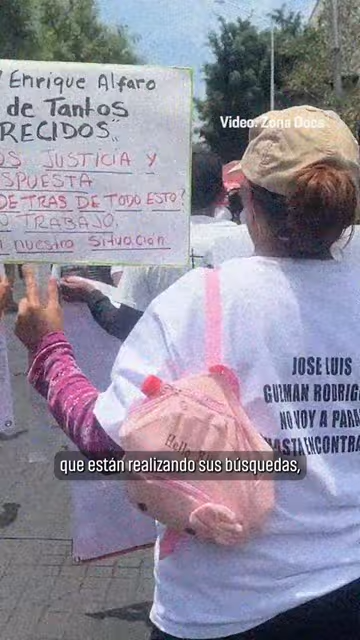 Enrique Alfaro
de Tantos
RECIDOS..
OS JUSTICIA Y
SPUESTA
DETRAS DE TODO ESTO?
TRABAJO.
nuestra Situación
Video: Zona Docs
JOSE LUIS
GUZMAN RODRIG
NO VOY A PARA
HASTA ENCONTRA
Hello
que están realizando sus búsquedas,